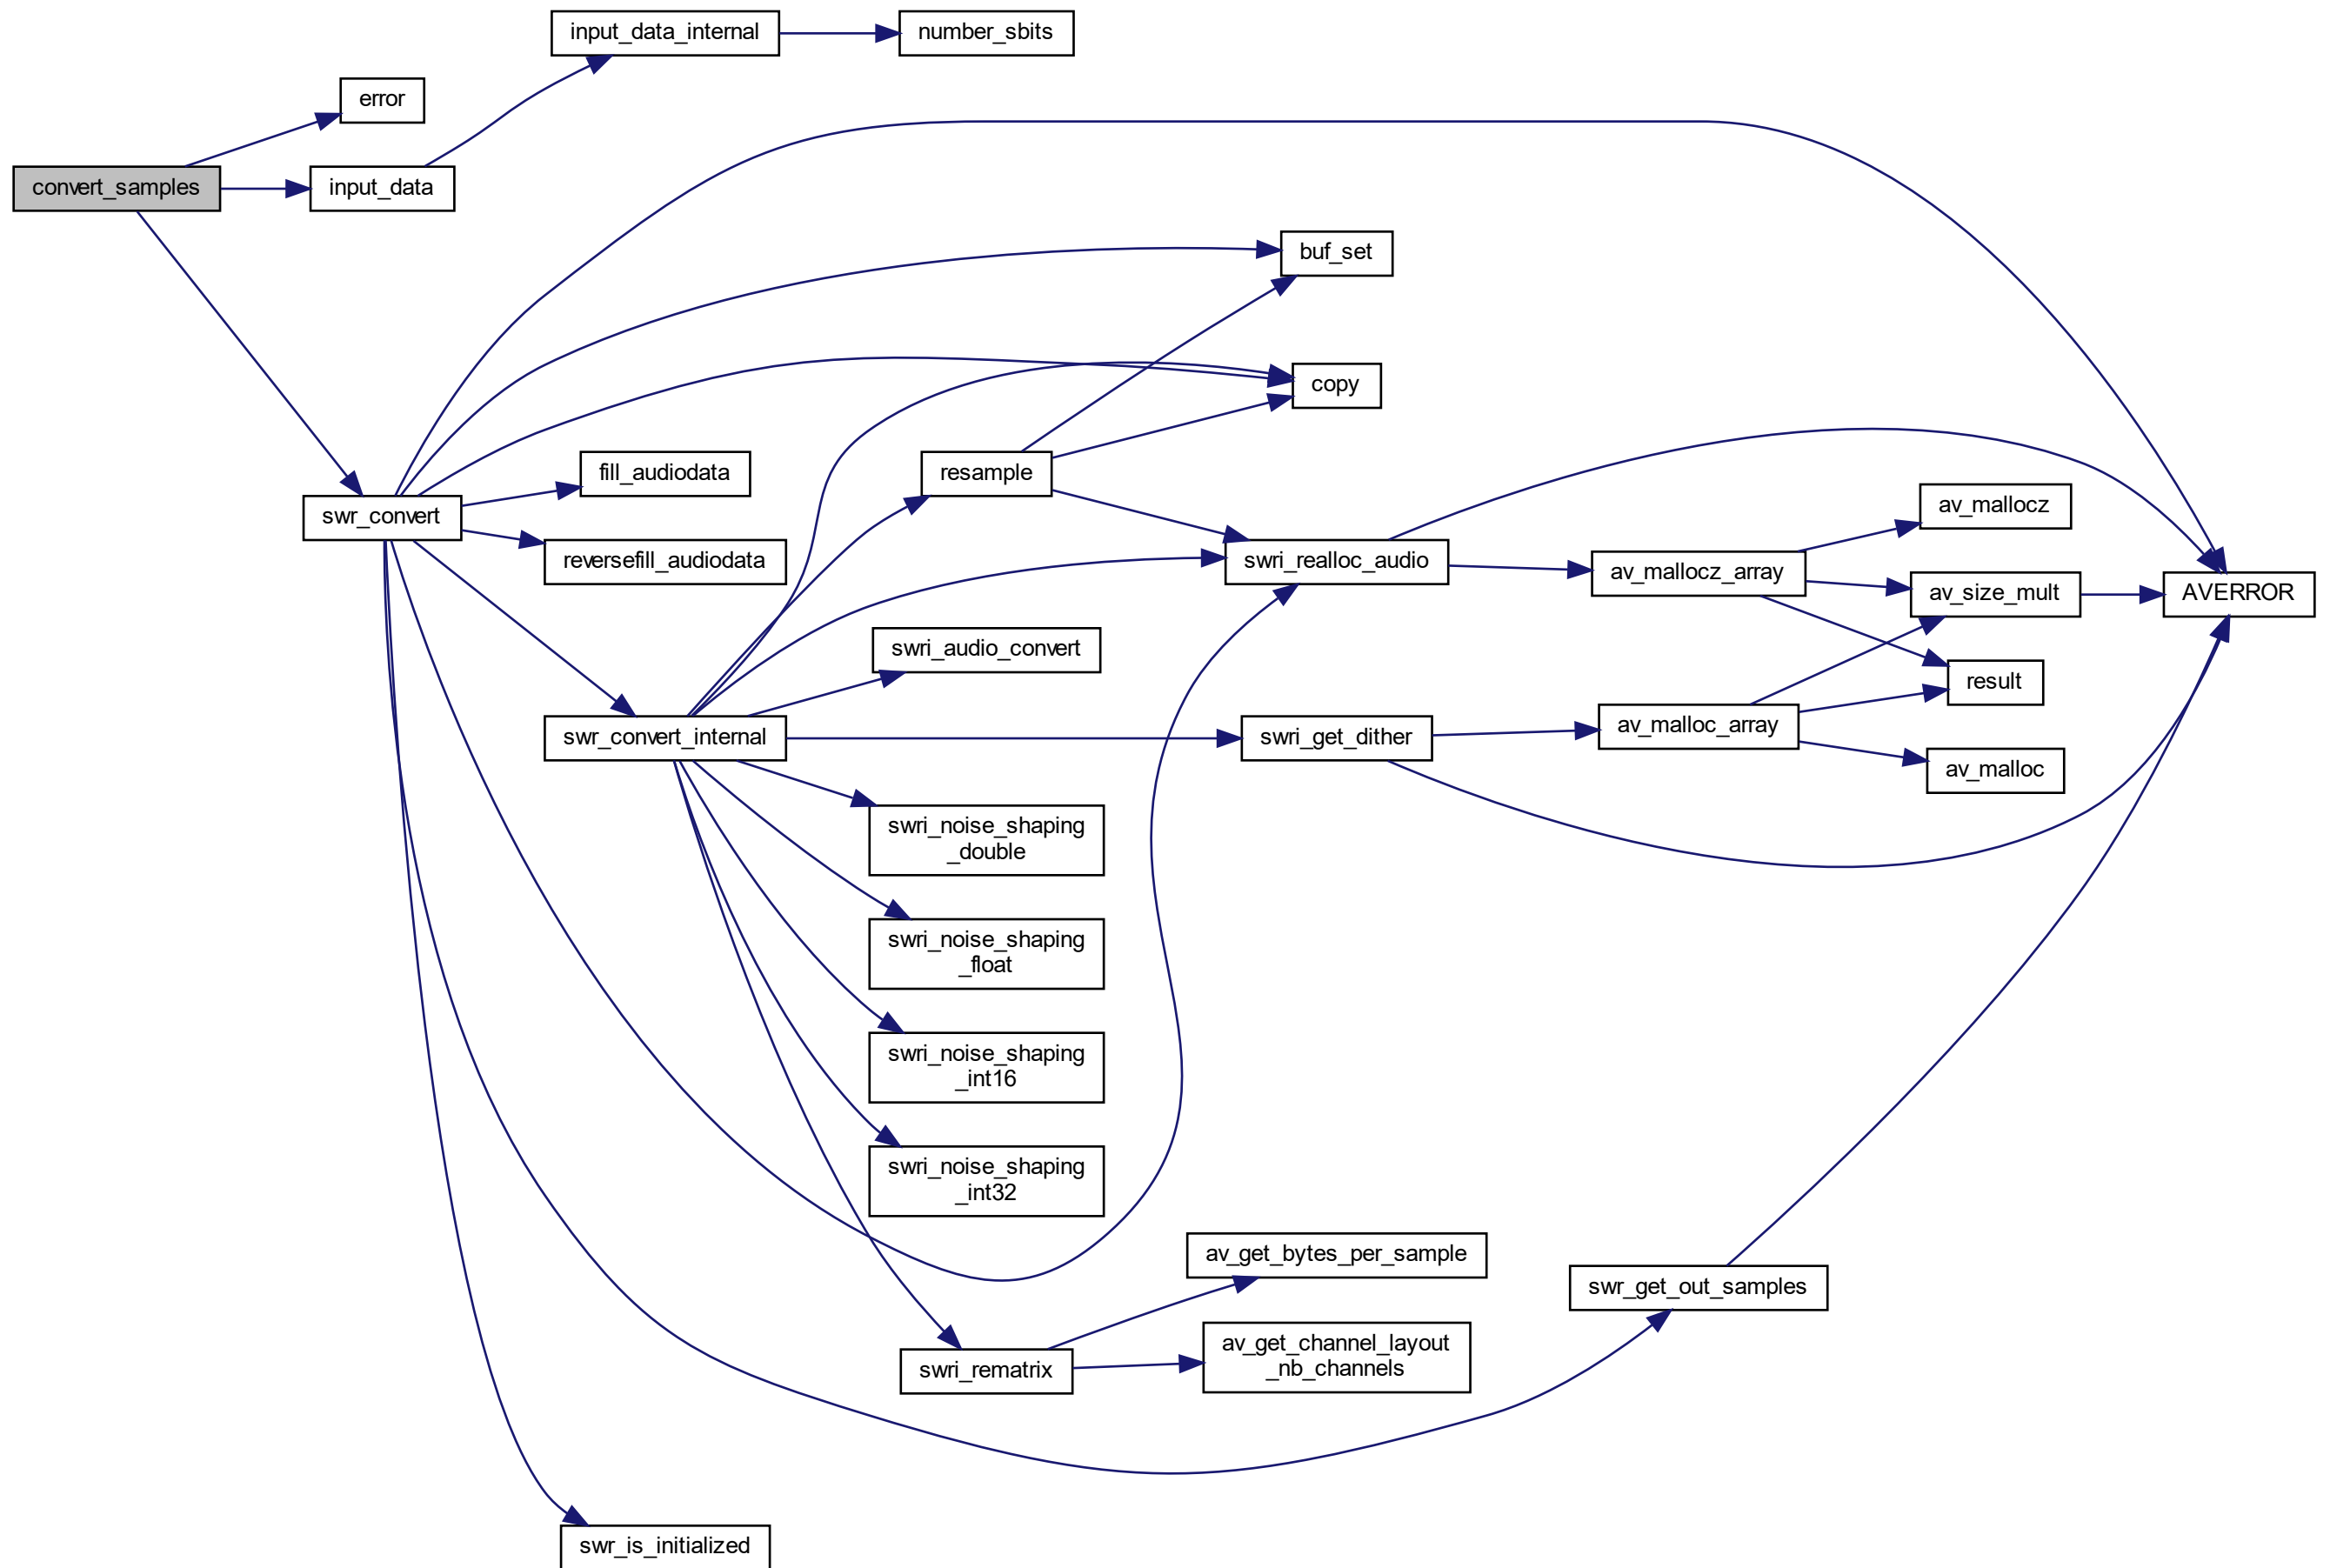 input_data_internal
number_sbits
error
convert_samples
input_data
buf_set
copy
fill_audiodata
resample
av_mallocz
swr_convert
reversefill_audiodata
swri_realloc_audio
av_mallocz_array
av_size_mult
AVERROR
swri_audio_convert
result
swr_convert_internal
swri_get_dither
av_malloc_array
av_malloc
swri_noise_shaping
_double
swri_noise_shaping
_float
swri_noise_shaping
_int16
swri_noise_shaping
_int32
av_get_bytes_per_sample
swr_get_out_samples
swri_rematrix
av_get_channel_layout
_nb_channels
swr_is_initialized